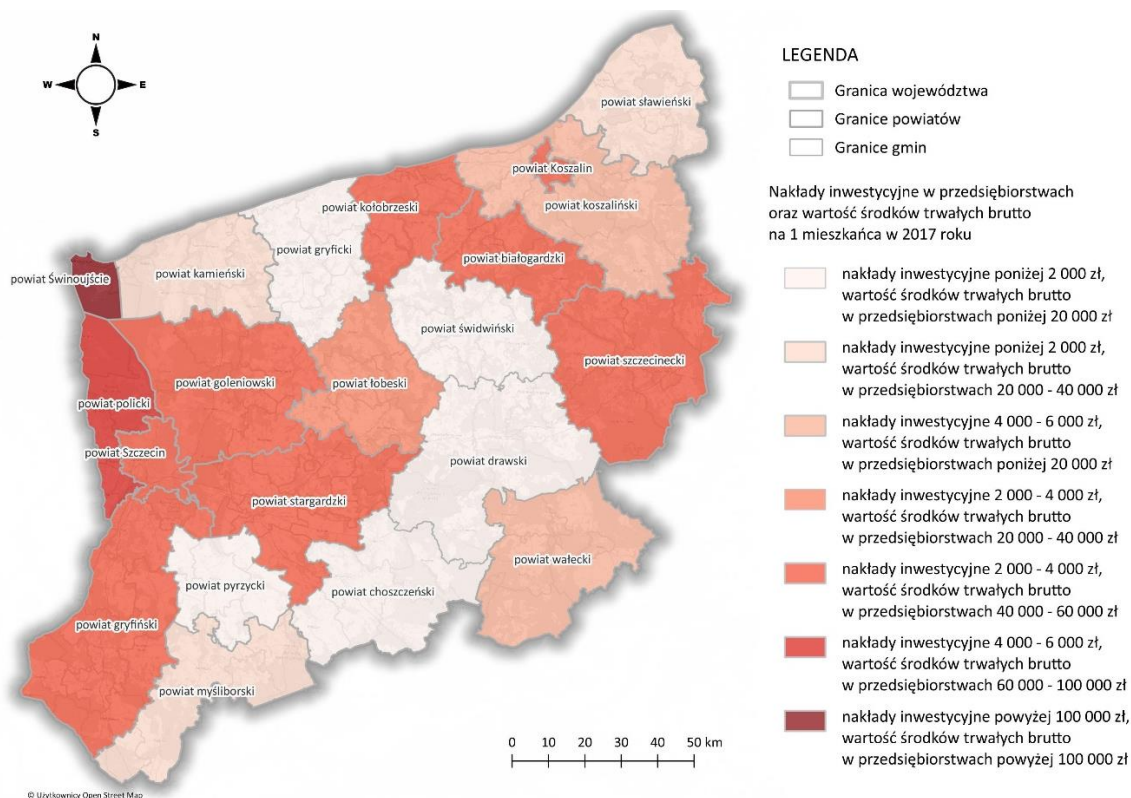 N
W E
S
powiat sławieński
powiat Koszalin
powiat koszaliński
powiat kołobrzeski
powiat gryficki
powiat białogardzki
powiat Świnoujście
powiat kamieński
powiat świdwiński
powiat szczecinecki
powiat goleniowski
powiat łobeski
powiat policki
powiat Szczecin
powiat drawski
powiat stargardzki
powiat wałecki
powiat pyrzycki
powiat choszczeński
powiat gryfiński
powiat myśliborski
0 10 20 30 40 50 km
© Użytkownicy Open Street Map
LEGENDA
Granica województwa
Granice powiatów
Granice gmin
Nakłady inwestycyjne w przedsiębiorstwach
oraz wartość środków trwałych brutto
na 1 mieszkańca w 2017 roku
nakłady inwestycyjne poniżej 2 000 zł,
wartość środków trwałych brutto
w przedsiębiorstwach poniżej 20 000 zł
nakłady inwestycyjne poniżej 2 000 zł,
wartość środków trwałych brutto
w przedsiębiorstwach 20 000 - 40 000 zł
nakłady inwestycyjne 4 000 - 6 000 zł,
wartość środków trwałych brutto
w przedsiębiorstwach poniżej 20 000 zł
nakłady inwestycyjne 2 000 - 4 000 zł,
wartość środków trwałych brutto
w przedsiębiorstwach 20 000 - 40 000 zł
nakłady inwestycyjne 2 000 - 4 000 zł,
wartość środków trwałych brutto
w przedsiębiorstwach 40 000 - 60 000 zł
nakłady inwestycyjne 4 000 - 6 000 zł,
wartość środków trwałych brutto
w przedsiębiorstwach 60 000 - 100 000 zł
nakłady inwestycyjne powyżej 100 000 zł,
wartość środków trwałych brutto
w przedsiębiorstwach powyżej 100 000 zł